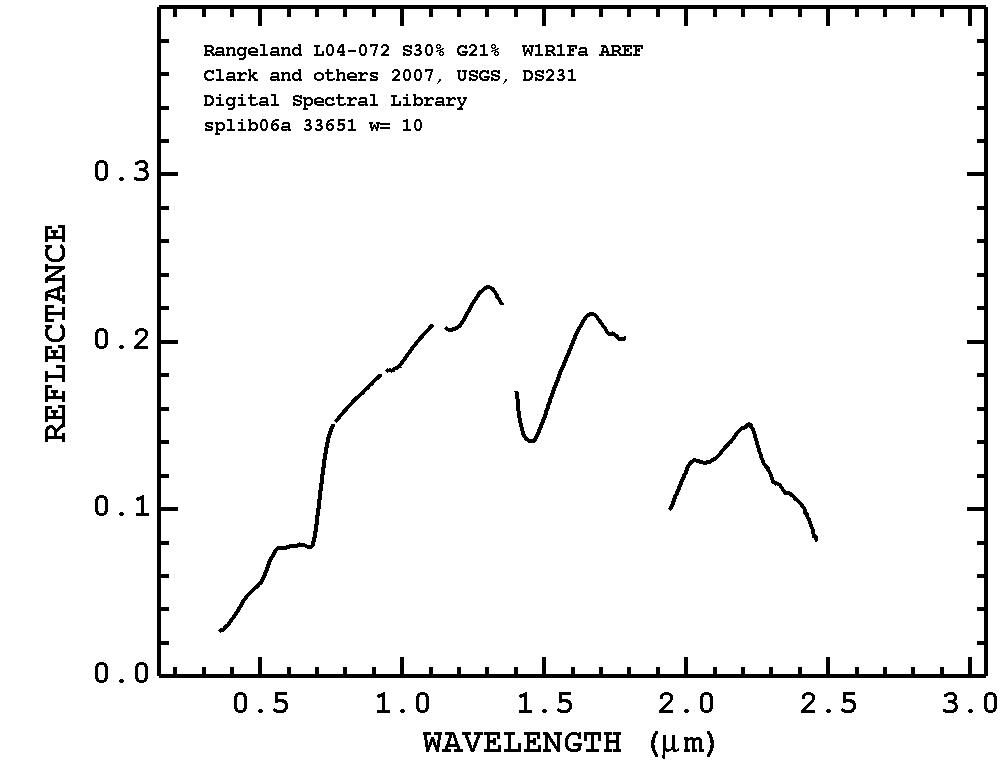 Rangeland L04-072 S30% G21% W1R1Fa AREF
Clark and others 2007, USGS, DS231
Digital Spectral Library
splib06a 33651 w= 10
REFLECTANCE
0.3
0.2
0.1
0.0
0.5 1.0 1.5 2.0 2.5 3.0
WAVELENGTH (μm)